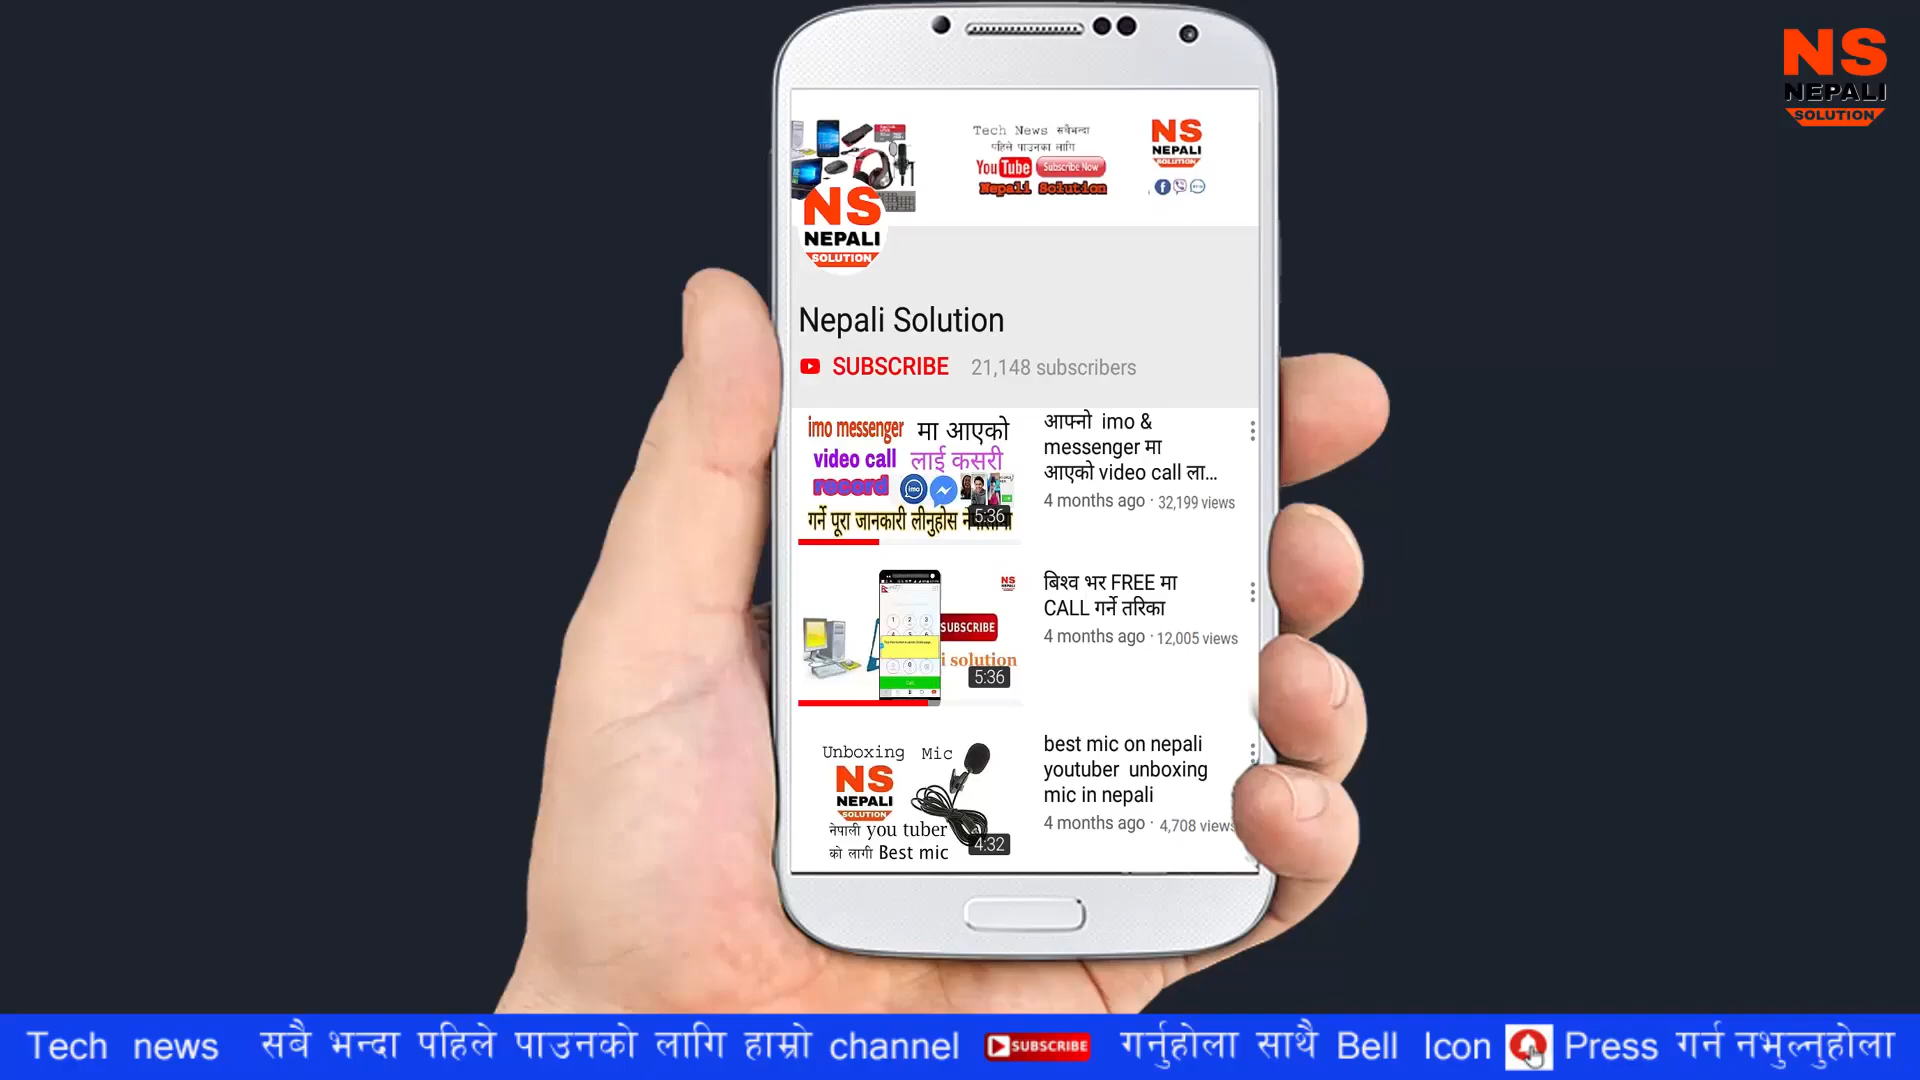 NS
NEPALI
SOLUTION
Tech News सबैभन्दा
पहिले पाउनका लागि
YouTube Subscribe Now
Nepali Solution
NS
NEPALI
SOLUTION
NS
NEPALI
SOLUTION
Nepali Solution
SUBSCRIBE 21,148 subscribers
imo messenger मा आएको
video call लाई कसरी
record
imo
गर्ने पूरा जानकारी लीनुहोस
5:36
आफ्नो imo &
messenger मा
आएको video call ला...
4 months ago · 32,199 views
NS
SUBSCRIBE
i solution
5:36
बिश्व भर FREE मा
CALL गर्ने तरिका
4 months ago · 12,005 views
Unboxing Mic
NS
NEPALI
SOLUTION
नेपाली you tuber
को लागी Best mic
4:32
best mic on nepali
youtuber unboxing
mic in nepali
4 months ago · 4,708 views
Tech news सबै भन्दा पहिले पाउनको लागि हाम्रो channel SUBSCRIBE गर्नुहोला साथै Bell Icon Press गर्न नभुल्नुहोला